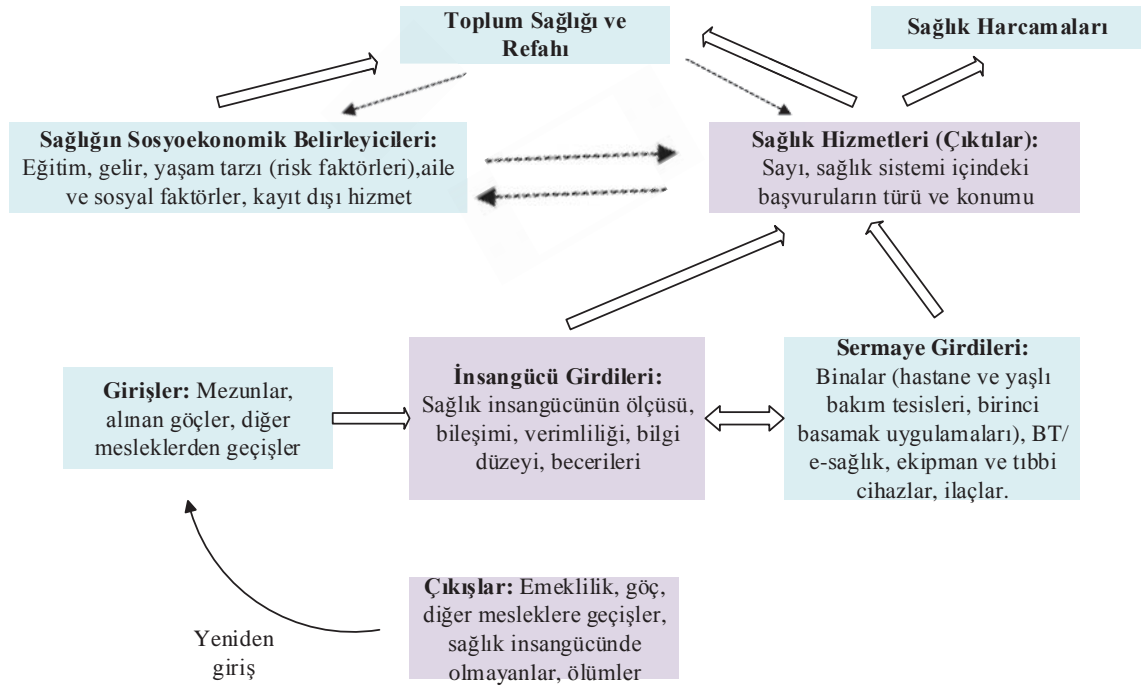 Toplum Sağlığı ve
Refahı
Sağlık Harcamaları
Sağlığın Sosyoekonomik Belirleyicileri:
Eğitim, gelir, yaşam tarzı (risk faktörleri),aile
ve sosyal faktörler, kayıt dışı hizmet
Sağlık Hizmetleri (Çıktılar):
Sayı, sağlık sistemi içindeki
başvuruların türü ve konumu
Girişler: Mezunlar,
alınan göçler, diğer
mesleklerden geçişler
İnsangücü Girdileri:
Sağlık insangücünün ölçüsü,
bileşimi, verimliliği, bilgi
düzeyi, becerileri
Sermaye Girdileri:
Binalar (hastane ve yaşlı
bakım tesisleri, birinci
basamak uygulamaları), BT/
e-sağlık, ekipman ve tıbbi
cihazlar, ilaçlar.
Çıkışlar: Emeklilik, göç,
diğer mesleklere geçişler,
sağlık insangücünde
olmayanlar, ölümler
Yeniden
giriş